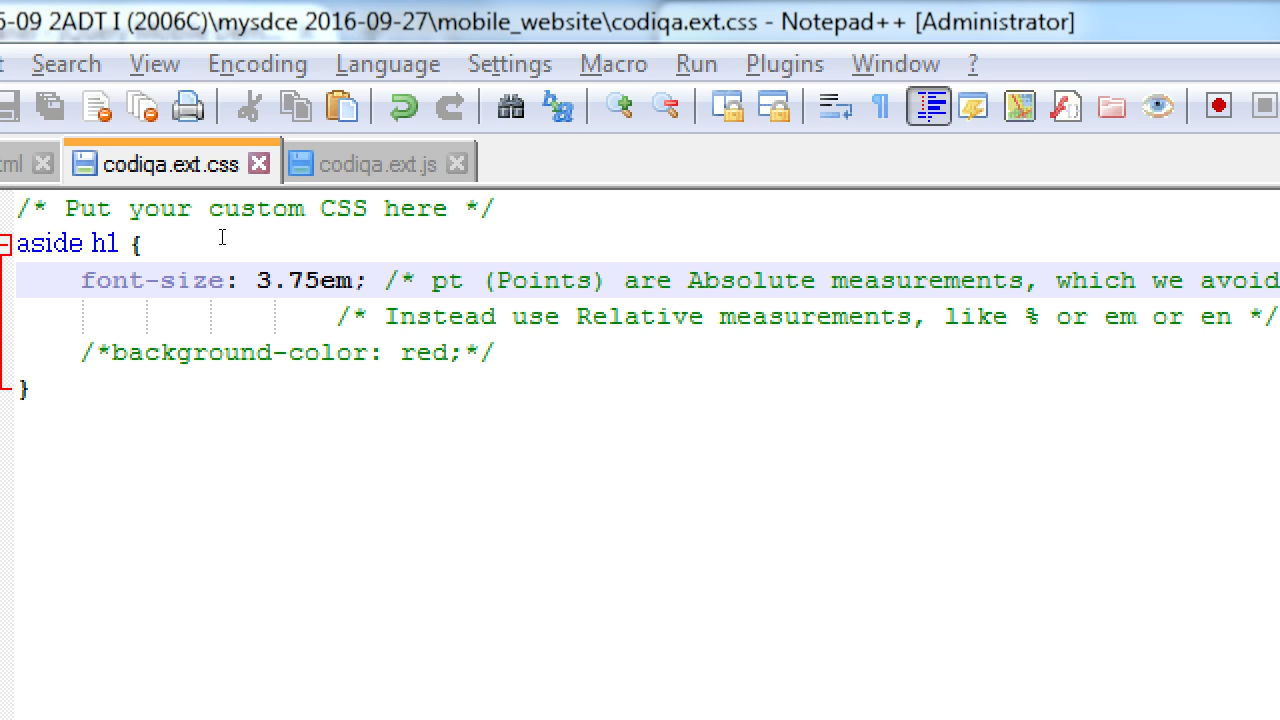 5-09 2ADT I (2006C)\mysdce 2016-09-27\mobile_website\codiqa.ext.css - Notepad++ [Administrator]
t Search View Encoding Language Settings Macro Run Plugins Window ?
ml codiqa.ext.css codiqa.ext.js
/* Put your custom CSS here */
aside h1 {
font-size: 3.75em; /* pt (Points) are Absolute measurements, which we avoid
/* Instead use Relative measurements, like % or em or en */
/*background-color: red;*/
}